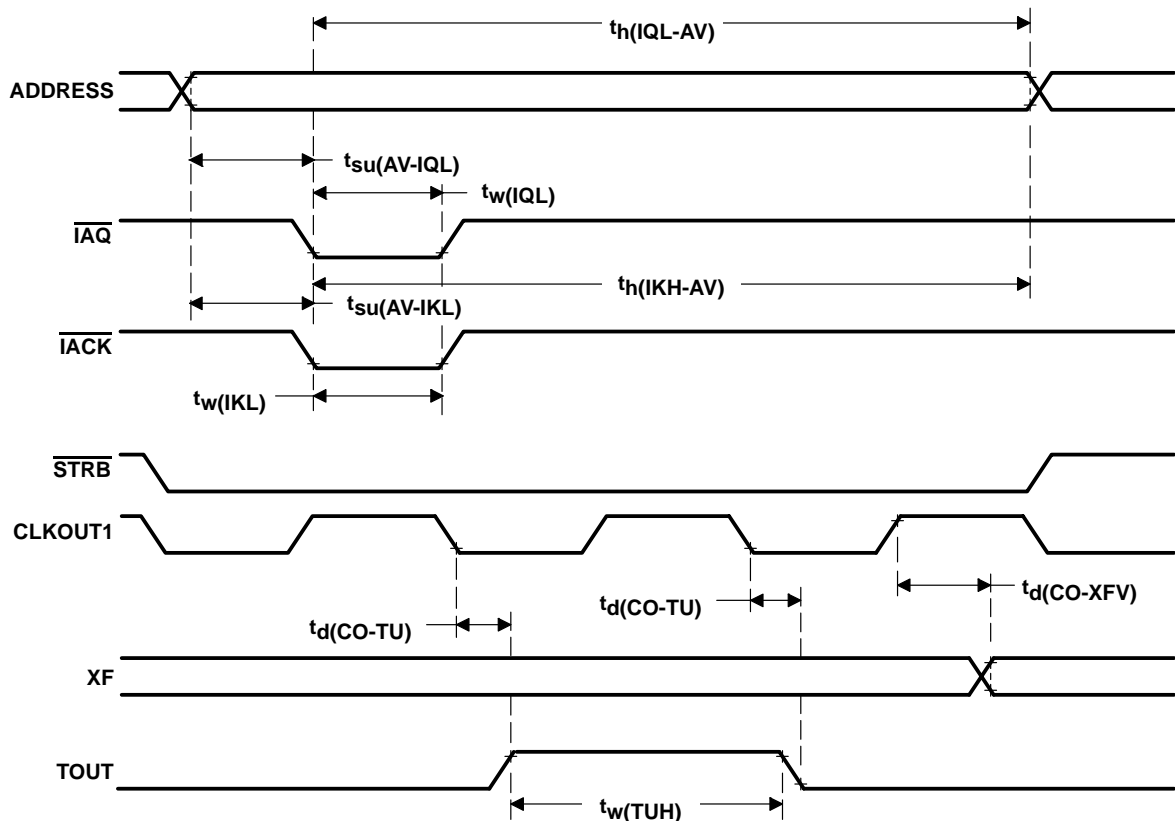 th(IQL-AV)
ADDRESS
tsu(AV-IQL)
tw(IQL)
IAQ
th(IKH-AV)
tsu(AV-IKL)
IACK
tw(IKL)
STRB
CLKOUT1
td(CO-XFV)
td(CO-TU)
td(CO-TU)
XF
TOUT
tw(TUH)